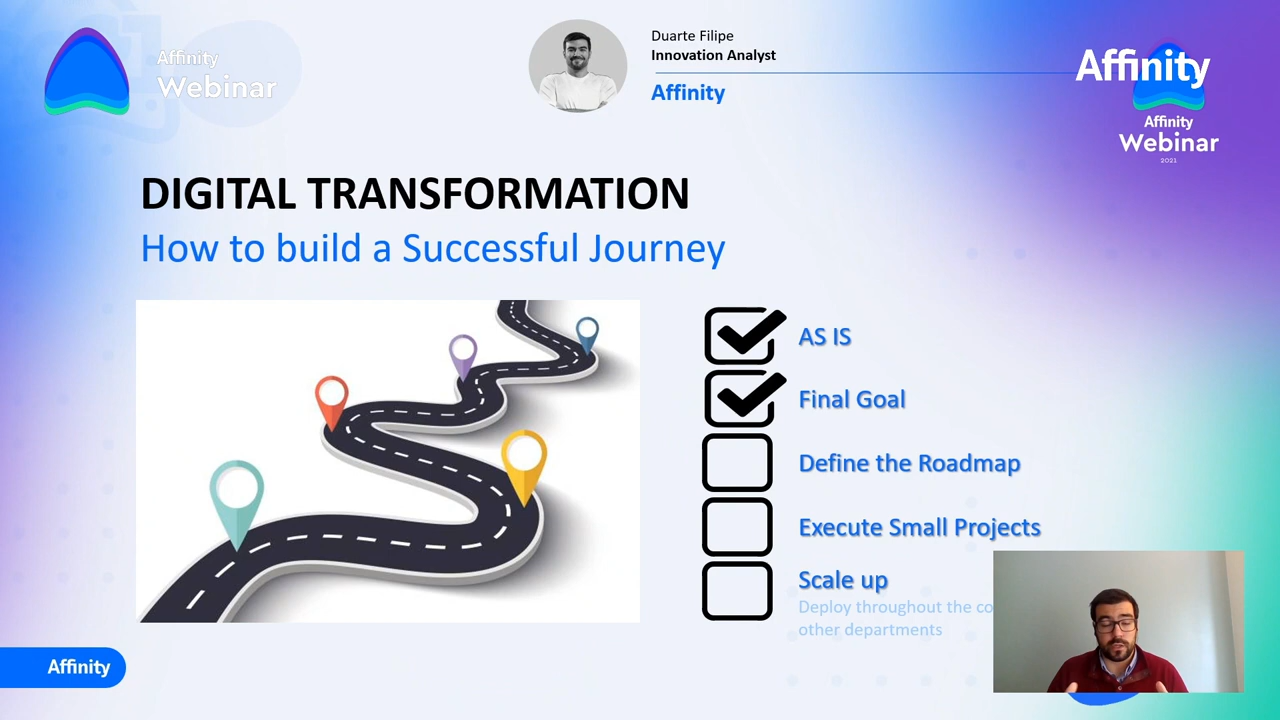 Affinity
Webinar
Duarte Filipe
Innovation Analyst
Affinity
Affinity
Affinity
Webinar
2021
DIGITAL TRANSFORMATION
How to build a Successful Journey
AS IS
Final Goal
Define the Roadmap
Execute Small Projects
Scale up
Deploy throughout the
other departments
Affinity